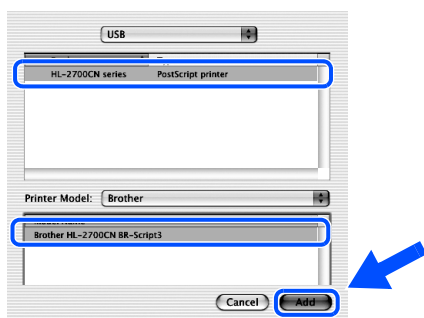 USB
HL-2700CN series PostScript printer
Printer Model: Brother
Brother HL-2700CN BR-Script3
Cancel Add